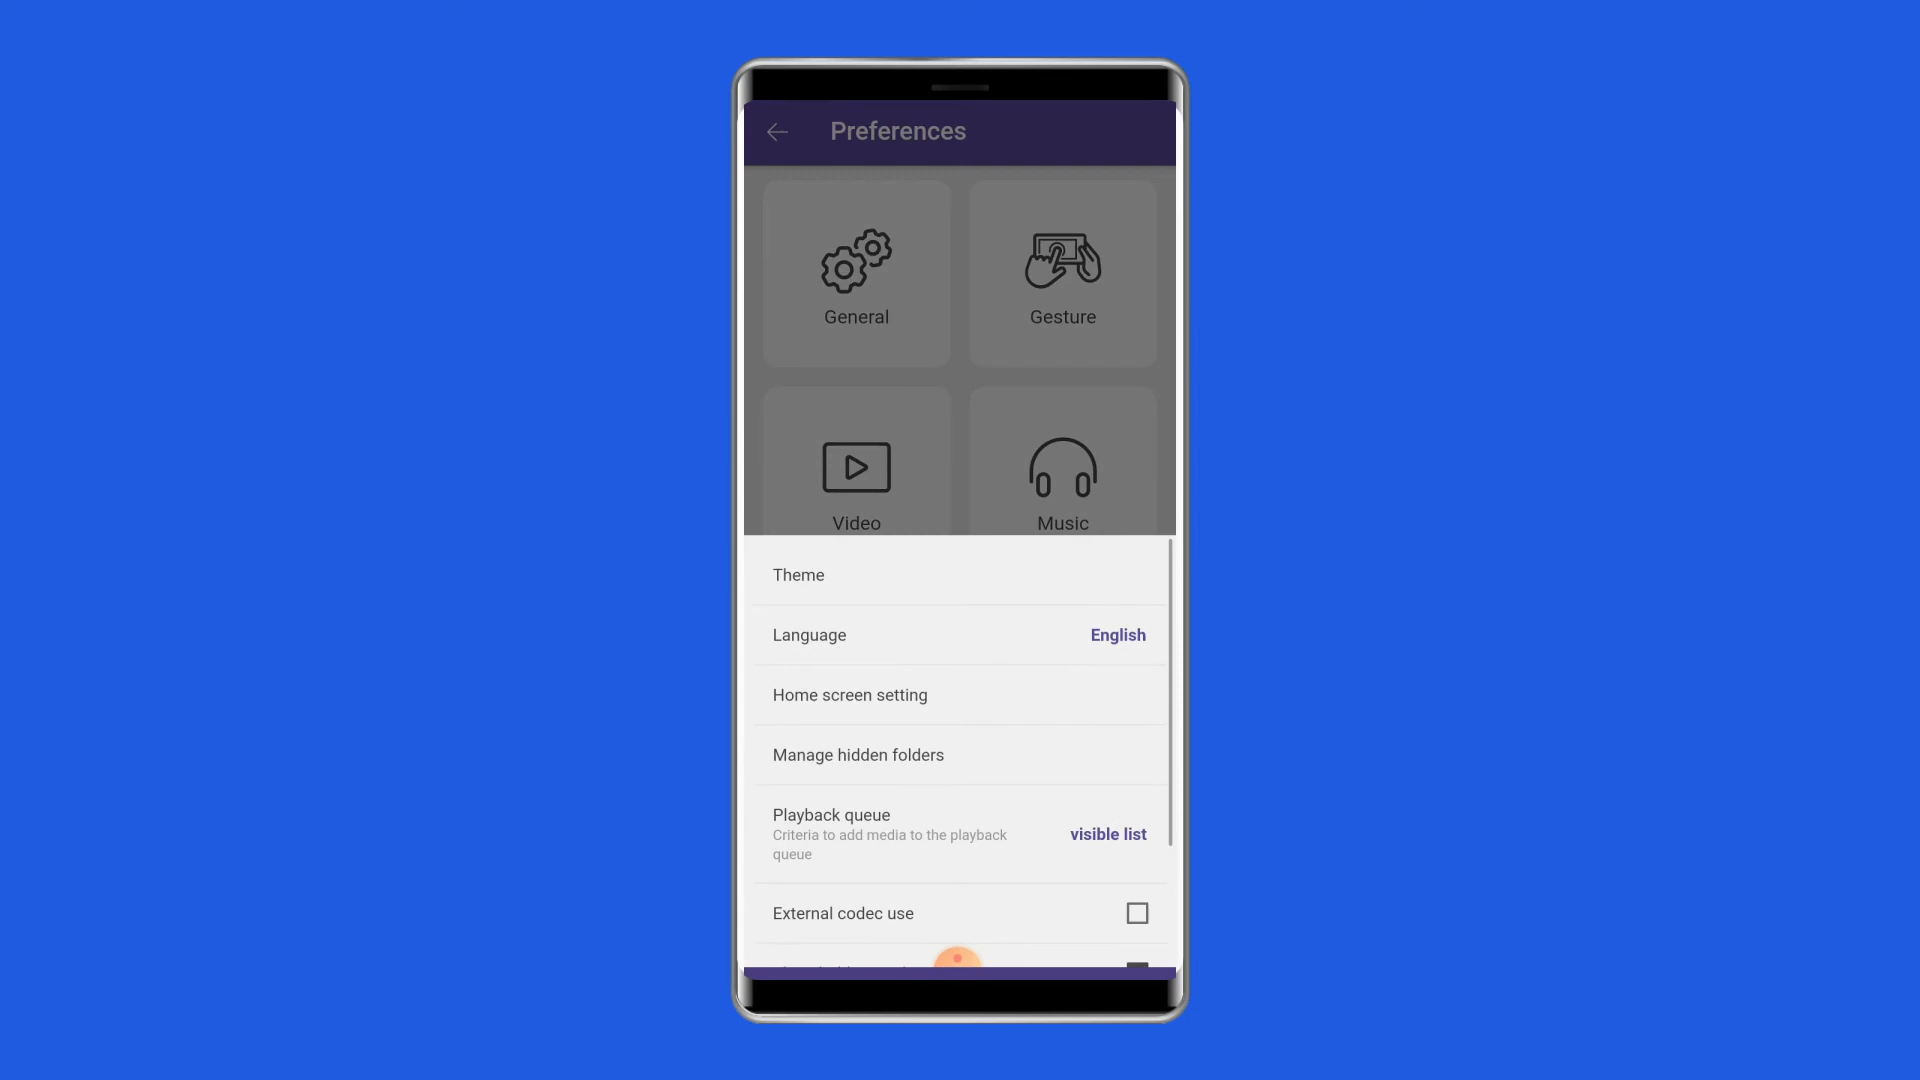 Preferences
General
Gesture
Video
Music
Theme
Language
English
Home screen setting
Manage hidden folders
Playback queue
Criteria to add media to the playback
queue
visible list
External codec use